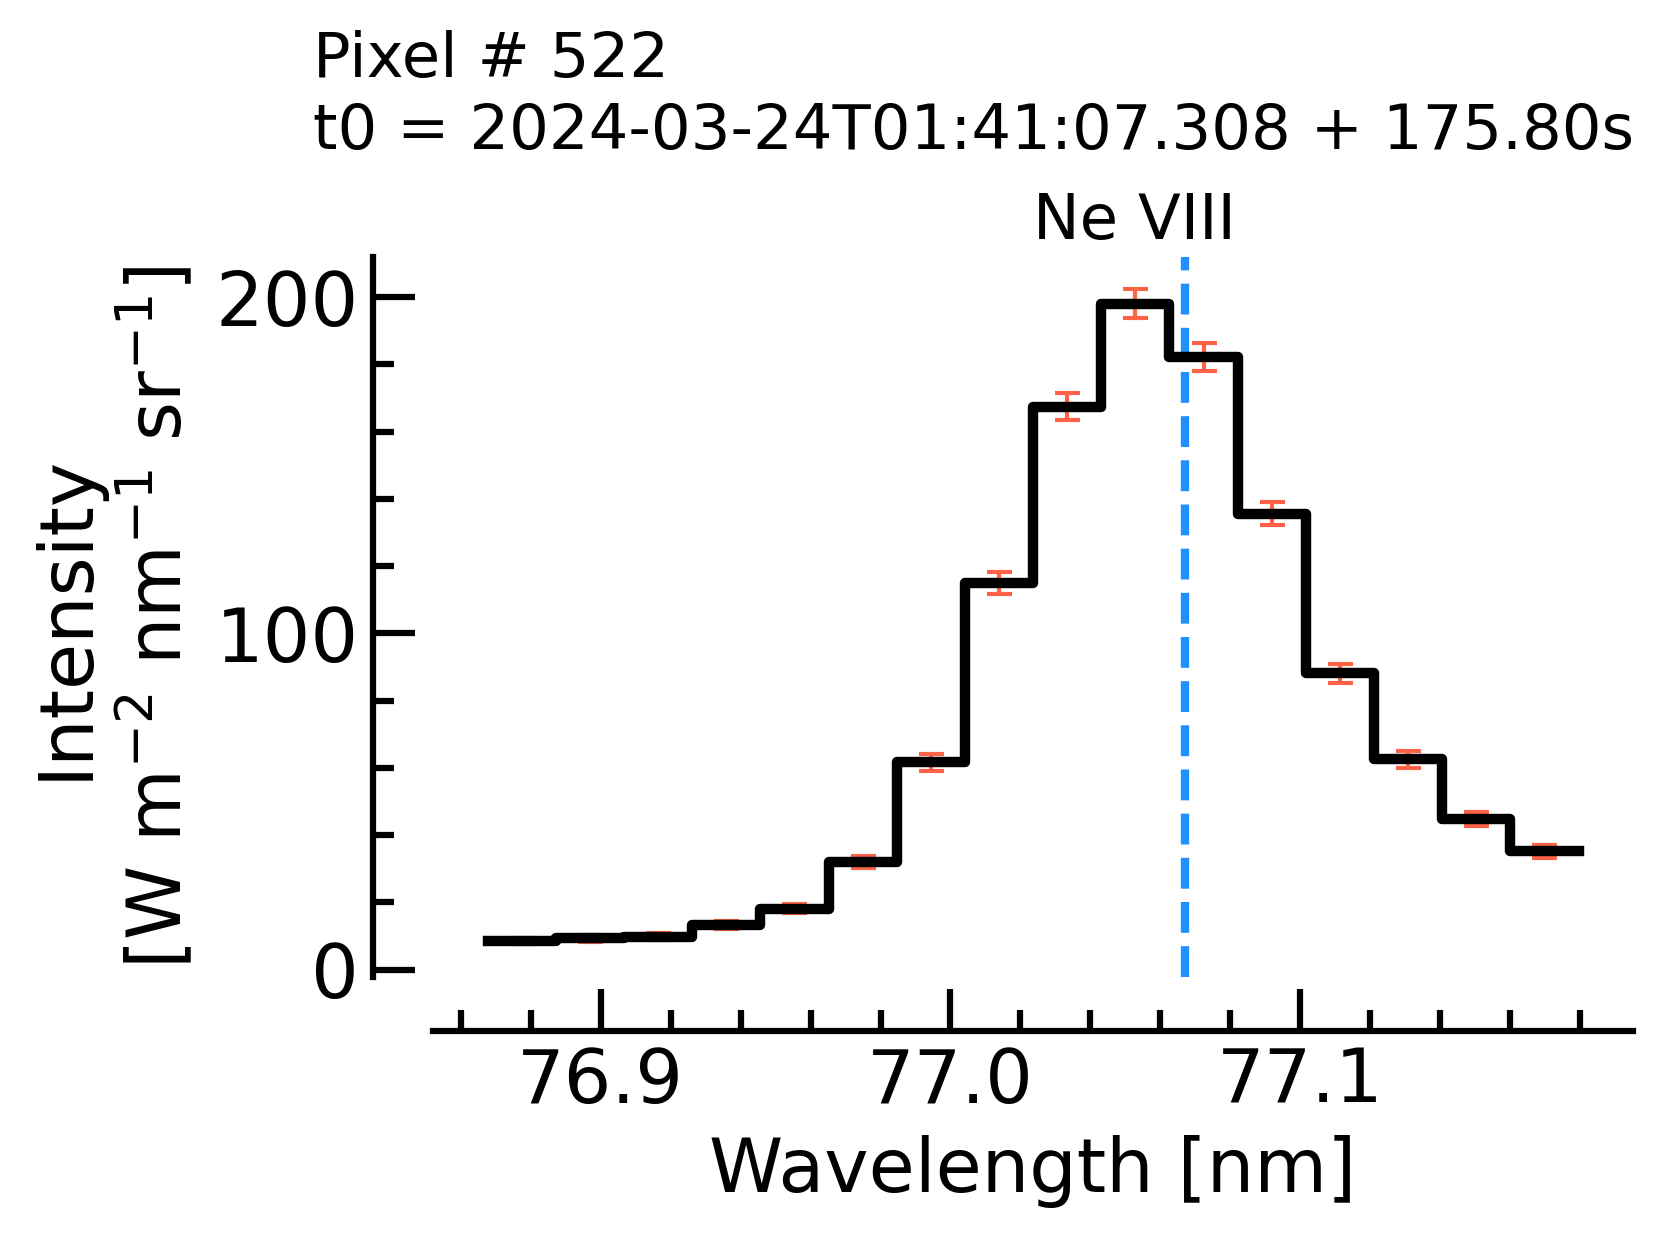 Pixel # 522
t0 = 2024-03-24T01:41:07.308 + 175.80s
Ne VIII
Intensity
[W m⁻² nm⁻¹ sr⁻¹]
200
100
0
76.9 77.0 77.1
Wavelength [nm]